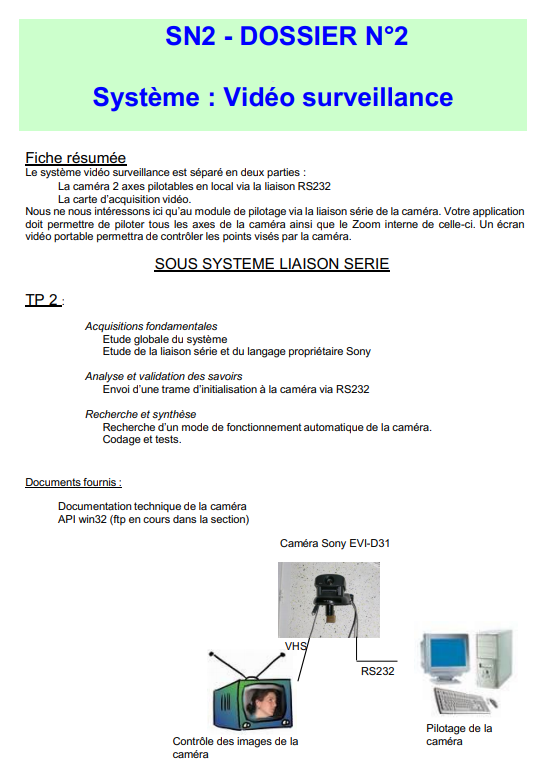 SN2 - DOSSIER N°2
Système : Vidéo surveillance
Fiche résumée
Le système vidéo surveillance est séparé en deux parties :
La caméra 2 axes pilotables en local via la liaison RS232
La carte d'acquisition vidéo.
Nous ne nous intéressons ici qu'au module de pilotage via la liaison série de la caméra. Votre application
doit permettre de piloter tous les axes de la caméra ainsi que le Zoom interne de celle-ci. Un écran
vidéo portable permettra de contrôler les points visés par la caméra.
SOUS SYSTEME LIAISON SERIE
TP 2 :
Acquisitions fondamentales
Etude globale du système
Etude de la liaison série et du langage propriétaire Sony
Analyse et validation des savoirs
Envoi d'une trame d'initialisation à la caméra via RS232
Recherche et synthèse
Recherche d'un mode de fonctionnement automatique de la caméra.
Codage et tests.
Documents fournis :
Documentation technique de la caméra
API win32 (ftp en cours dans la section)
Caméra Sony EVI-D31
VHS
RS232
Pilotage de la
caméra
Contrôle des images de la
caméra